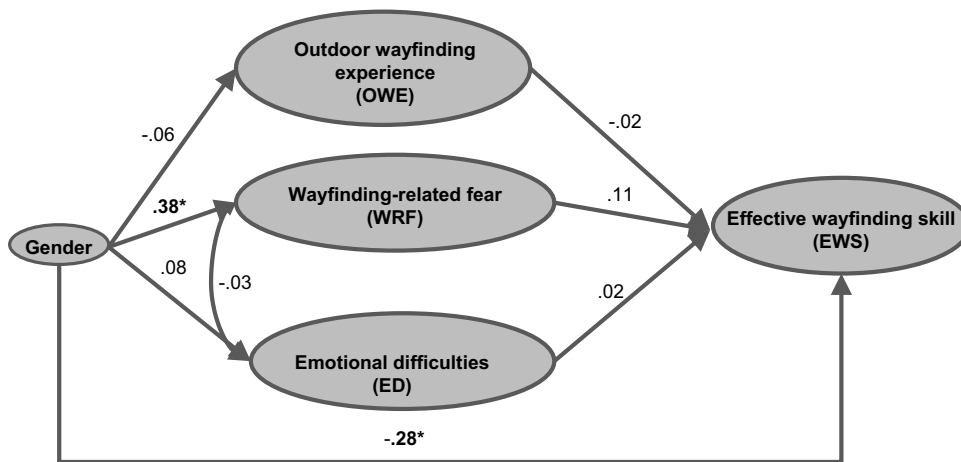 Outdoor wayfinding
experience
(OWE)
-.06
-.02
Wayfinding-related fear
(WRF)
.38*
.11
Effective wayfinding skill
(EWS)
Gender
.08
-.03
.02
Emotional difficulties
(ED)
-.28*